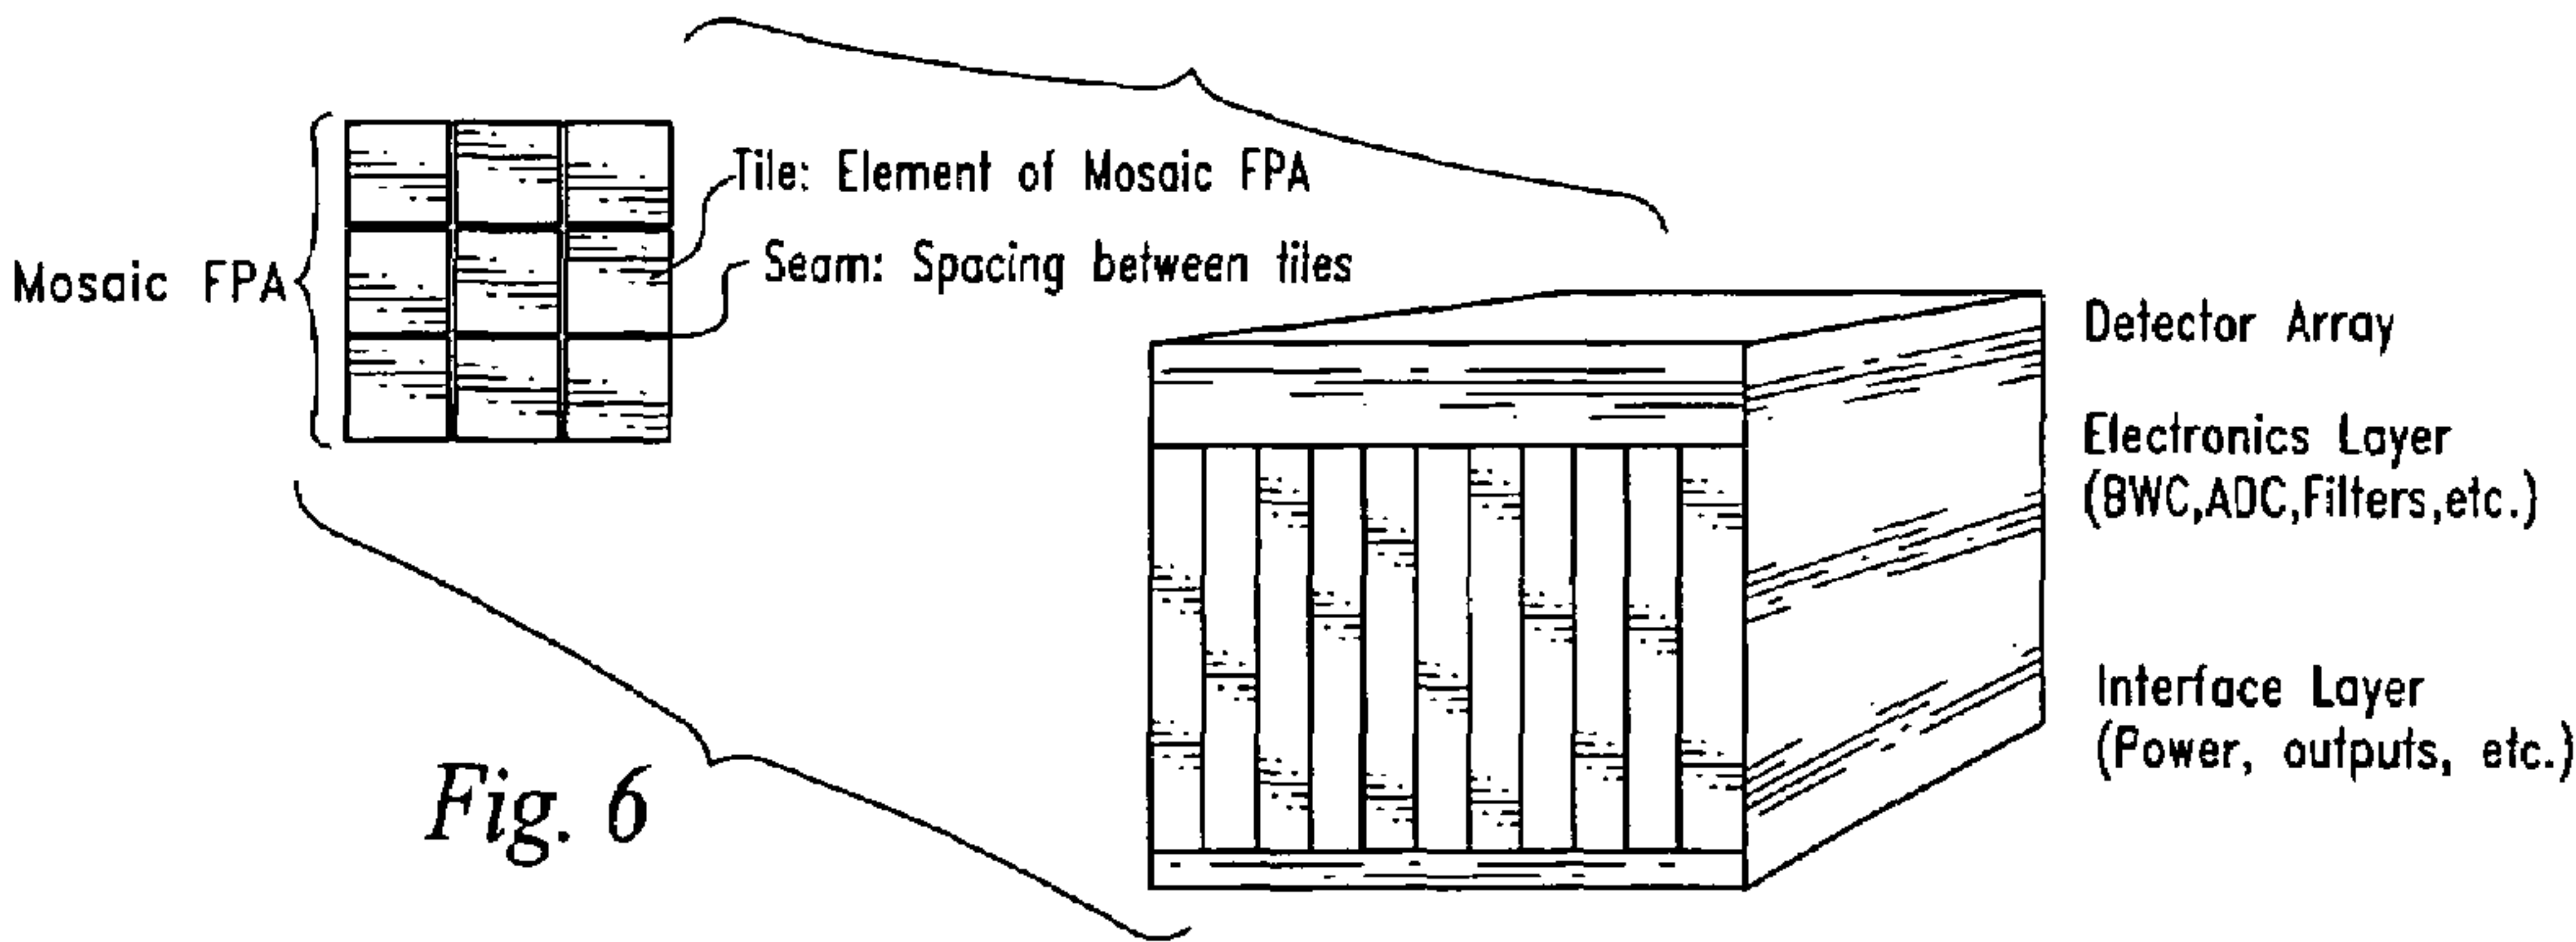 Mosaic FPA
Tile: Element of Mosaic FPA
Seam: Spacing between tiles
Detector Array
Electronics Layer
(BWC,ADC,Filters,etc.)
Interface Layer
(Power, outputs, etc.)
Fig. 6